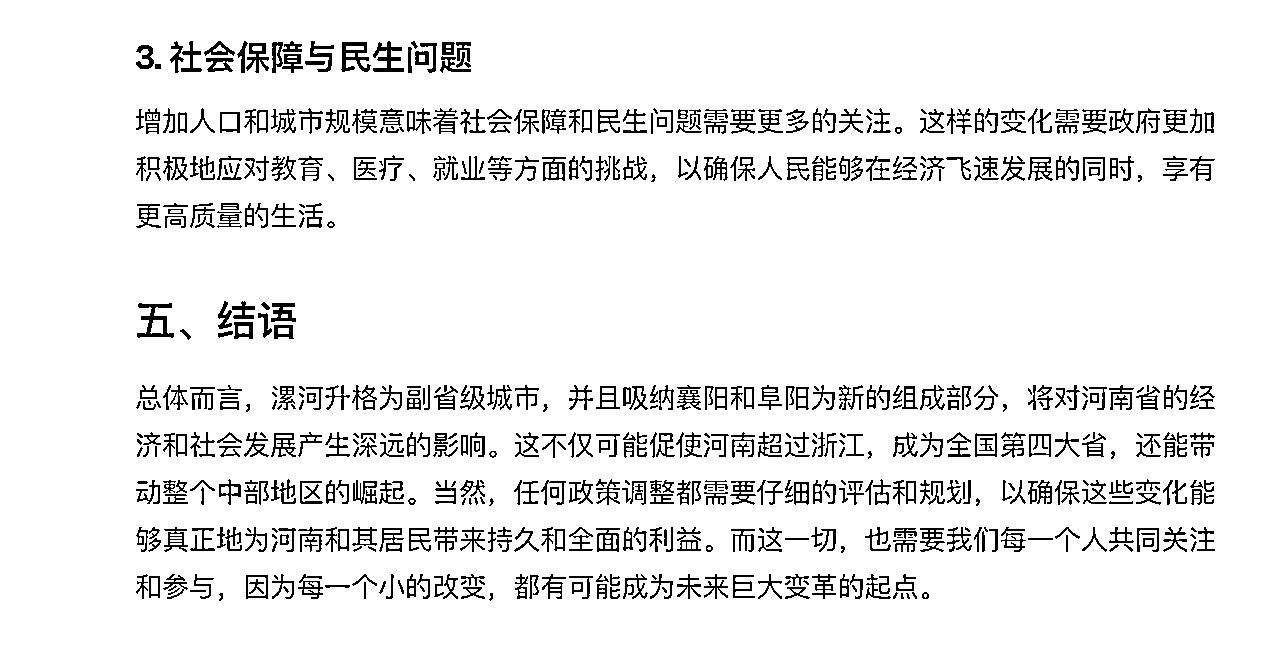 3. 社会保障与民生问题
增加人口和城市规模意味着社会保障和民生问题需要更多的关注。这样的变化需要政府更加
积极地应对教育、医疗、就业等方面的挑战，以确保人民能够在经济飞速发展的同时，享有
更高质量的生活。
五、结语
总体而言，漯河升格为副省级城市，并且吸纳襄阳和阜阳为新的组成部分，将对河南省的经
济和社会发展产生深远的影响。这不仅可能促使河南超过浙江，成为全国第四大省，还能带
动整个中部地区的崛起。当然，任何政策调整都需要仔细的评估和规划，以确保这些变化能
够真正地为河南和其居民带来持久和全面的利益。而这一切，也需要我们每一个人共同关注
和参与，因为每一个小的改变，都有可能成为未来巨大变革的起点。